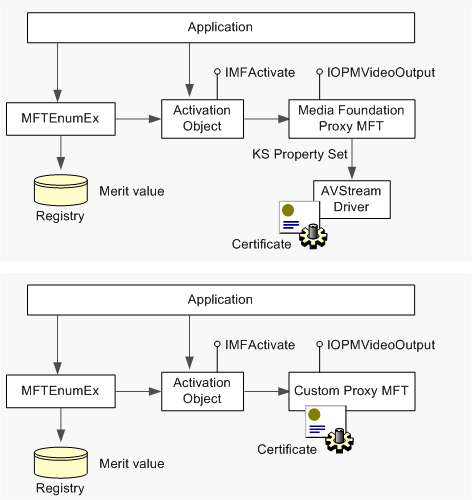 Application
IMFActivate
IOPMVideoOutput
MFTEnumEx
Activation
Object
Media Foundation
Proxy MFT
KS Property Set
Merit value
AVStream
Driver
Registry
Certificate
Application
IMFActivate
IOPMVideoOutput
MFTEnumEx
Activation
Object
Custom Proxy MFT
Certificate
Merit value
Registry